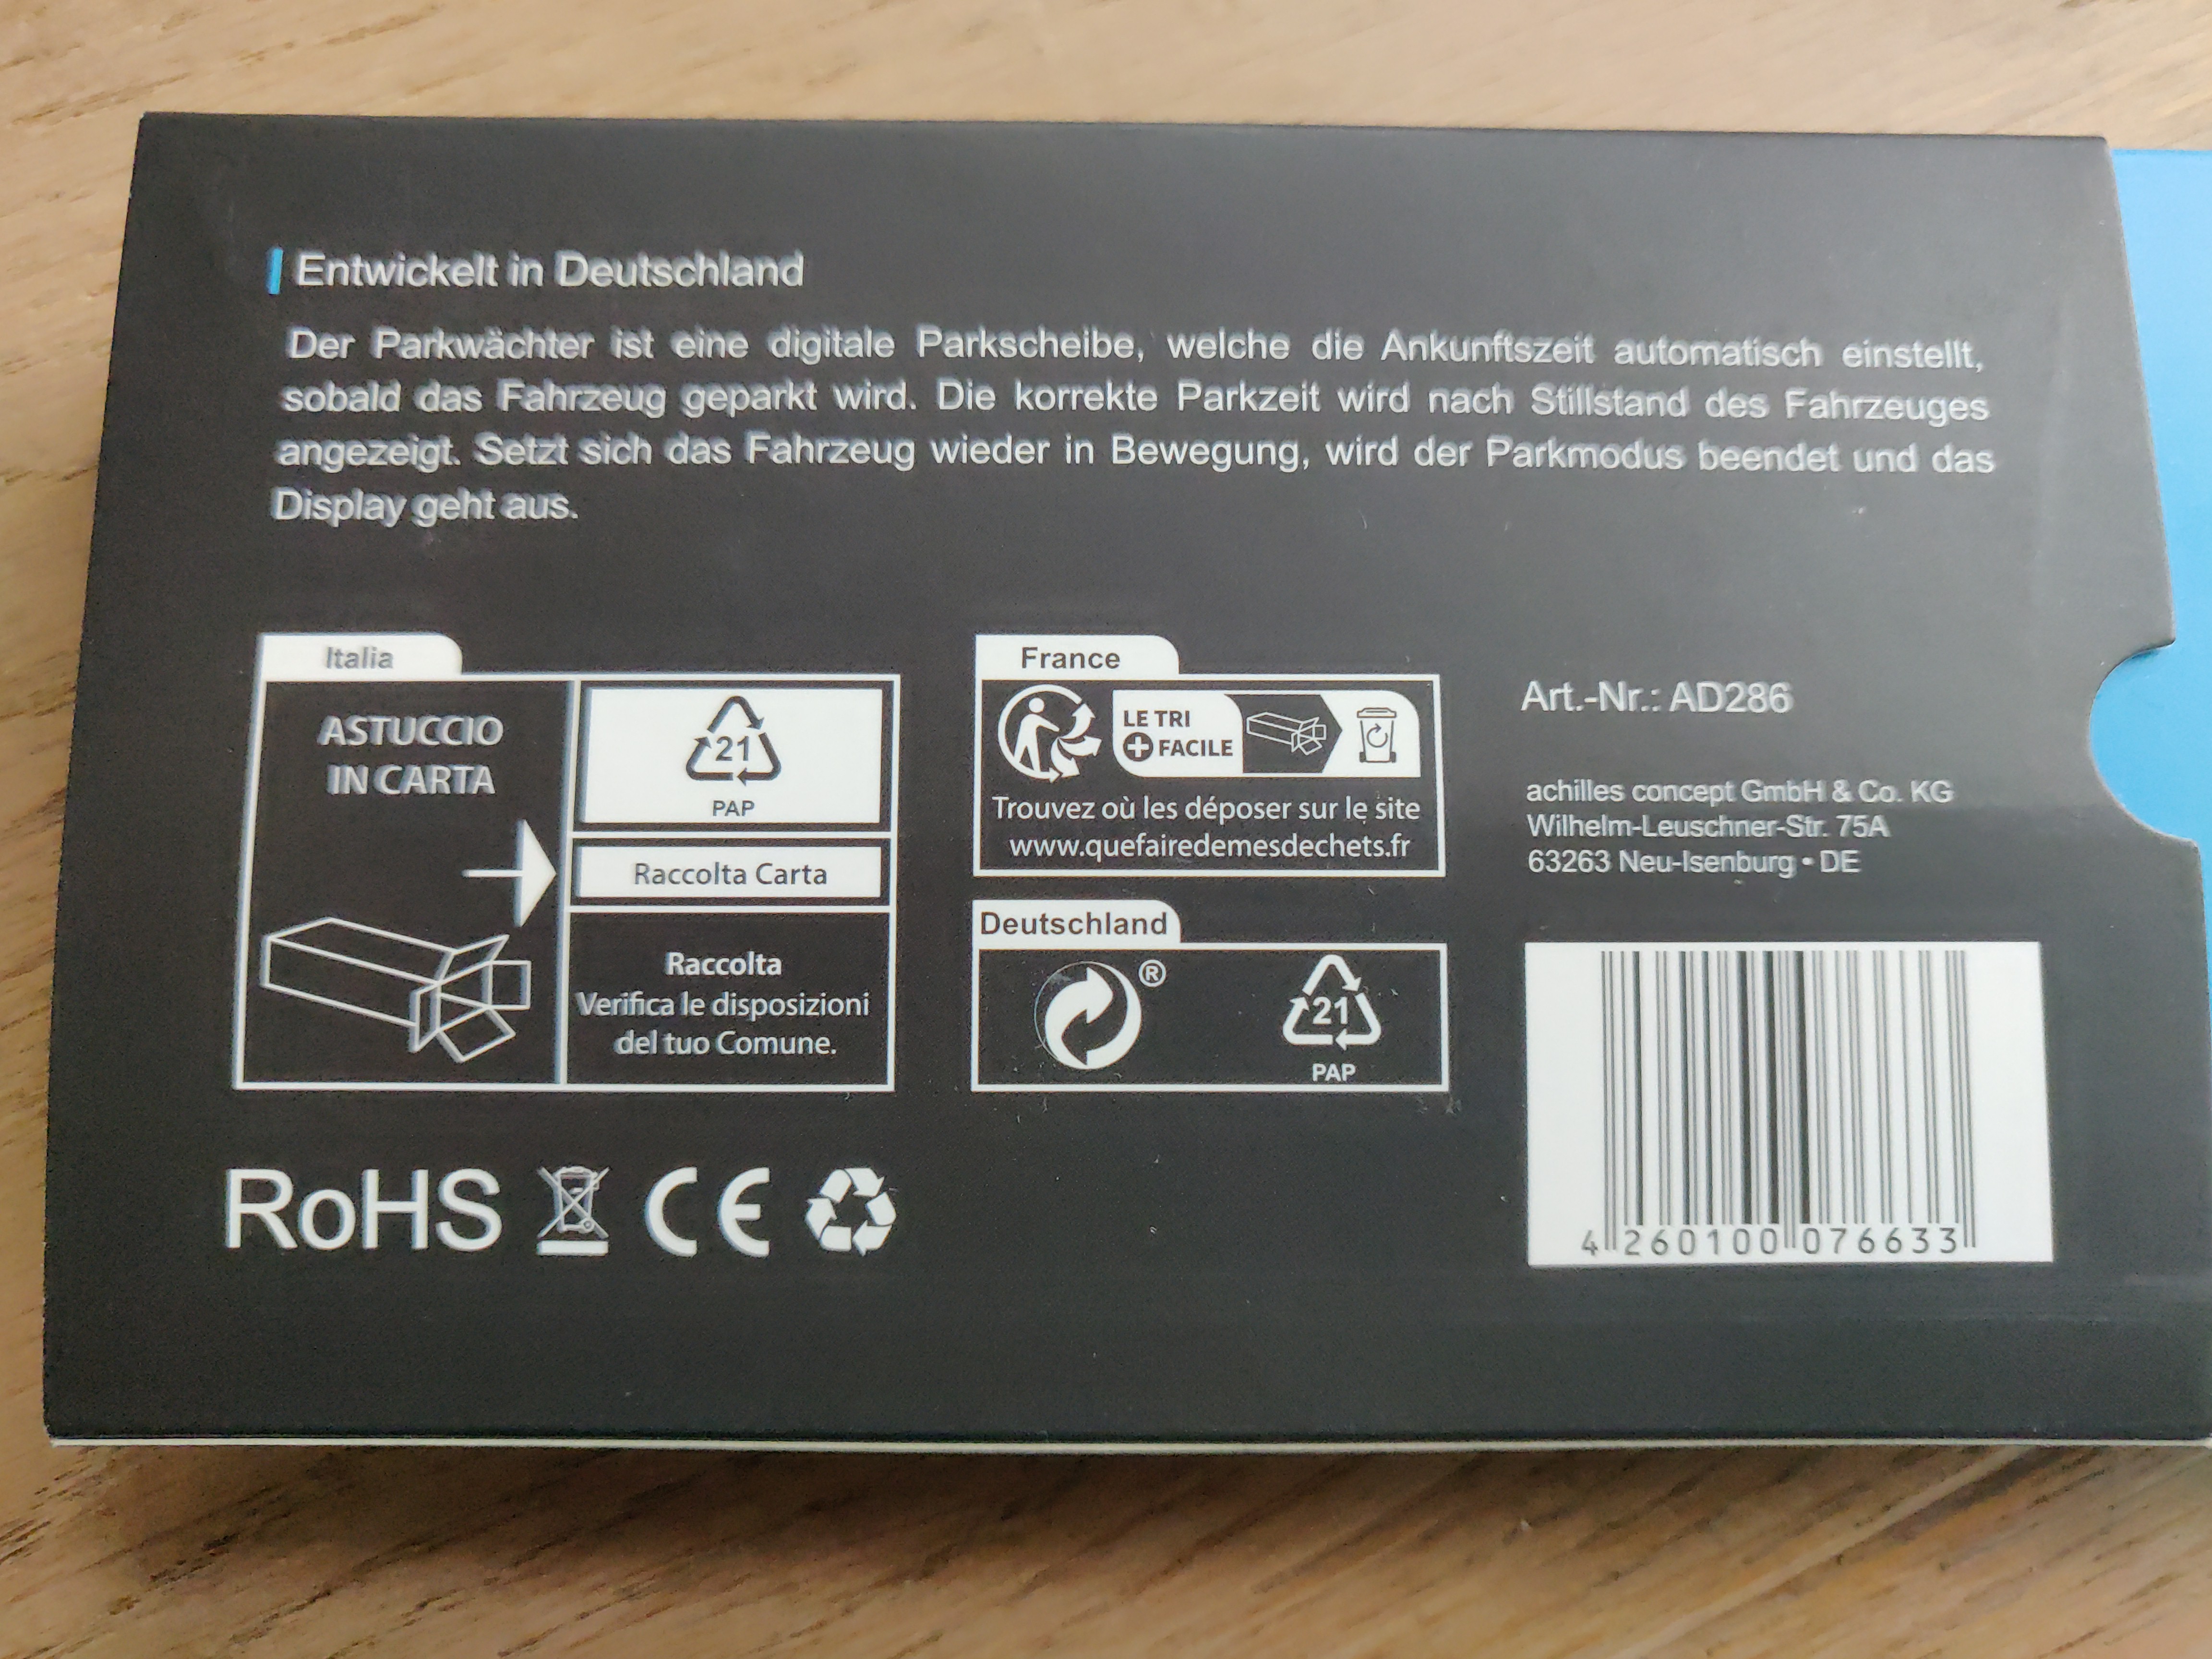 Entwickelt in Deutschland
Der Parkwächter ist eine digitale Parkscheibe, welche die Ankunftszeit automatisch einstellt,
sobald das Fahrzeug geparkt wird. Die korrekte Parkzeit wird nach Stillstand des Fahrzeuges
angezeigt. Setzt sich das Fahrzeug wieder in Bewegung, wird der Parkmodus beendet und das
Display geht aus.
Italia
ASTUCCIO
IN CARTA
21
PAP
Raccolta Carta
Raccolta
Verifica le disposizioni
del tuo Comune.
France
LE TRI
+ FACILE
Trouvez où les déposer sur le site
www.quefairedemesdechets.fr
Deutschland
®
21
PAP
Art.-Nr.: AD286
achilles concept GmbH & Co. KG
Wilhelm-Leuschner-Str. 75A
63263 Neu-Isenburg • DE
4 260100 076633
RoHS CE